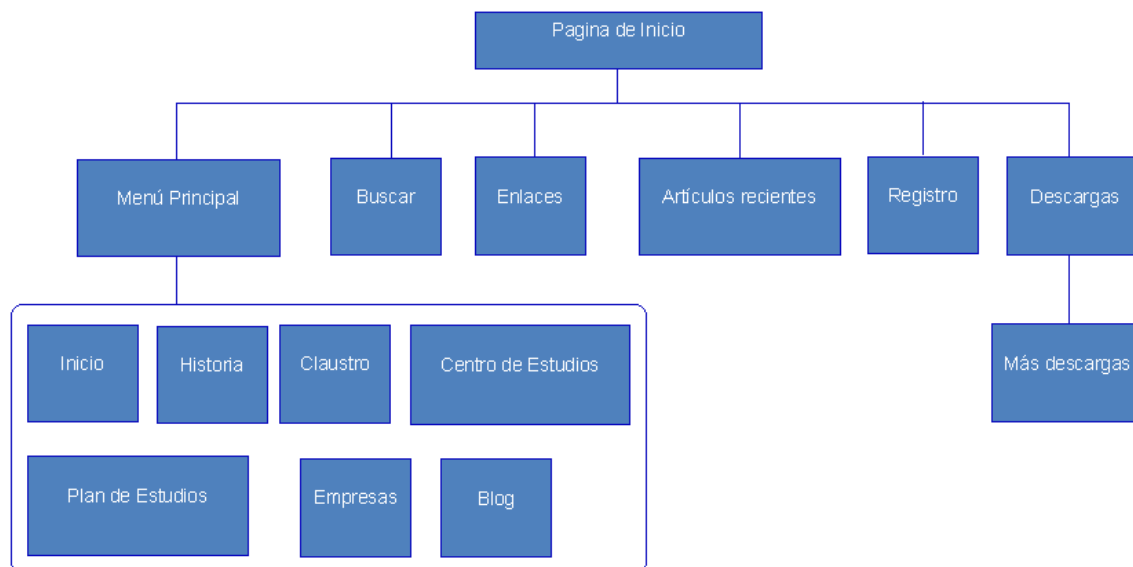 Pagina de Inicio
Menú Principal
Buscar
Enlaces
Artículos recientes
Registro
Descargas
Inicio
Historia
Claustro
Centro de Estudios
Más descargas
Plan de Estudios
Empresas
Blog